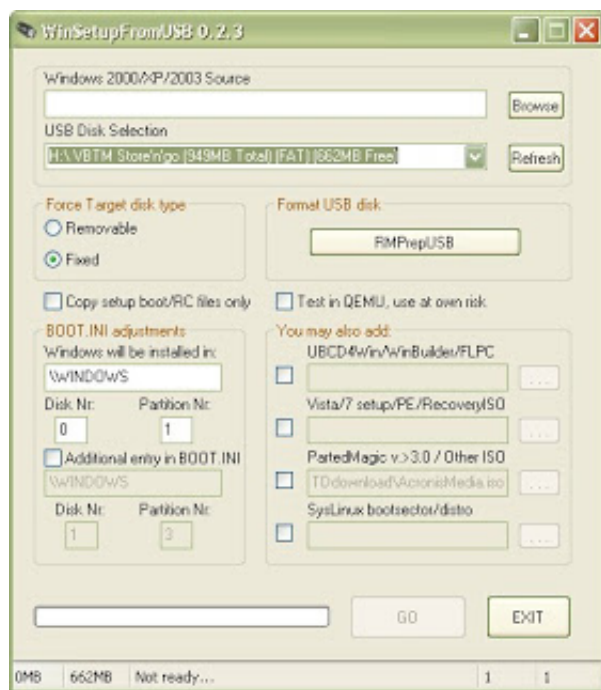 WinSetupFromUSB 0.2.3
Windows 2000/XP/2003 Source
Browse
USB Disk Selection
H:\ VBTM Store'n'go (949MB Total) [FAT] (662MB Free)
Refresh
Force Target disk type
Format USB disk
Removable
RMPrepUSB
Fixed
Copy setup boot/RC files only
Test in QEMU, use at own risk
BOOT.INI adjustments
You may also add:
Windows will be installed in:
UBCD4Win/WinBuilder/FLPC
\WINDOWS
...
Disk Nr:
Partition Nr:
Vista/7 setup/PE/RecoveryISO
0
1
...
Additional entry in BOOT.INI
PartedMagic v.>3.0 / Other ISO
\WINDOWS
TDdownload\AcronisMedia.iso
...
Disk Nr:
Partition Nr:
SysLinux bootsector/distro
1
3
...
GO
EXIT
0MB
662MB
Not ready...
1
1